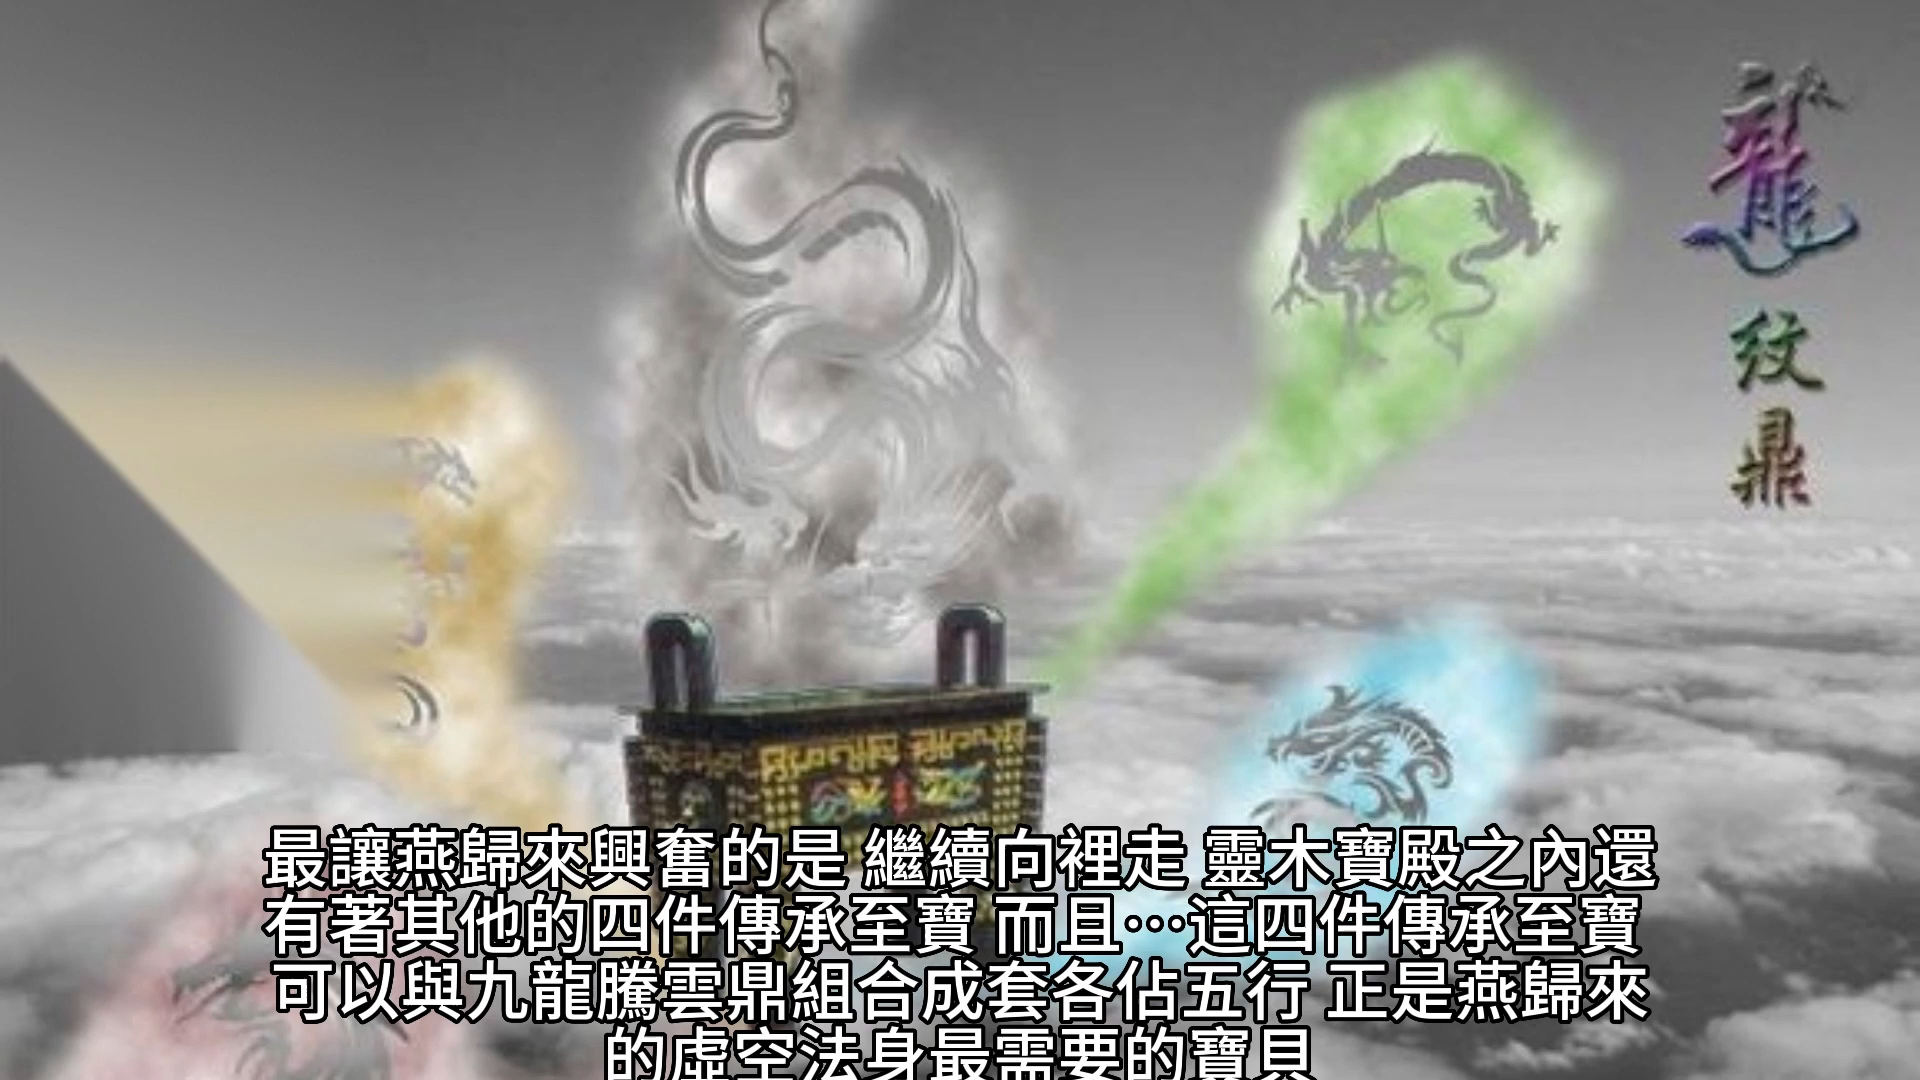 龍紋鼎
最讓燕歸來興奮的是 繼續向裡走 靈木寶殿之內還
有著其他的四件傳承至寶 而且…這四件傳承至寶
可以與九龍騰雲鼎組合成套各佔五行 正是燕歸來
的虛空法身最需要的寶貝